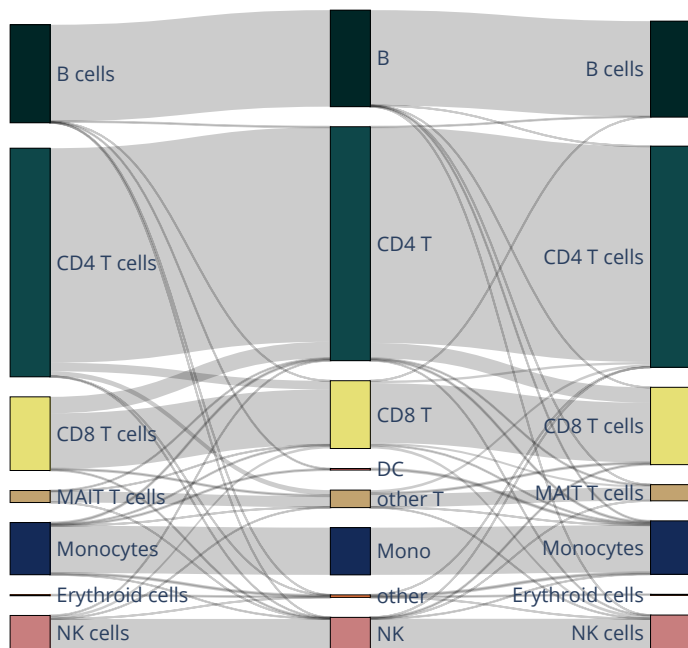 B cells
CD4 T cells
CD8 T cells
MAIT T cells
Monocytes
Erythroid cells
NK cells
B
CD4 T
CD8 T
DC
other T
Mono
other
NK
B cells
CD4 T cells
CD8 T cells
MAIT T cells
Monocytes
Erythroid cells
NK cells